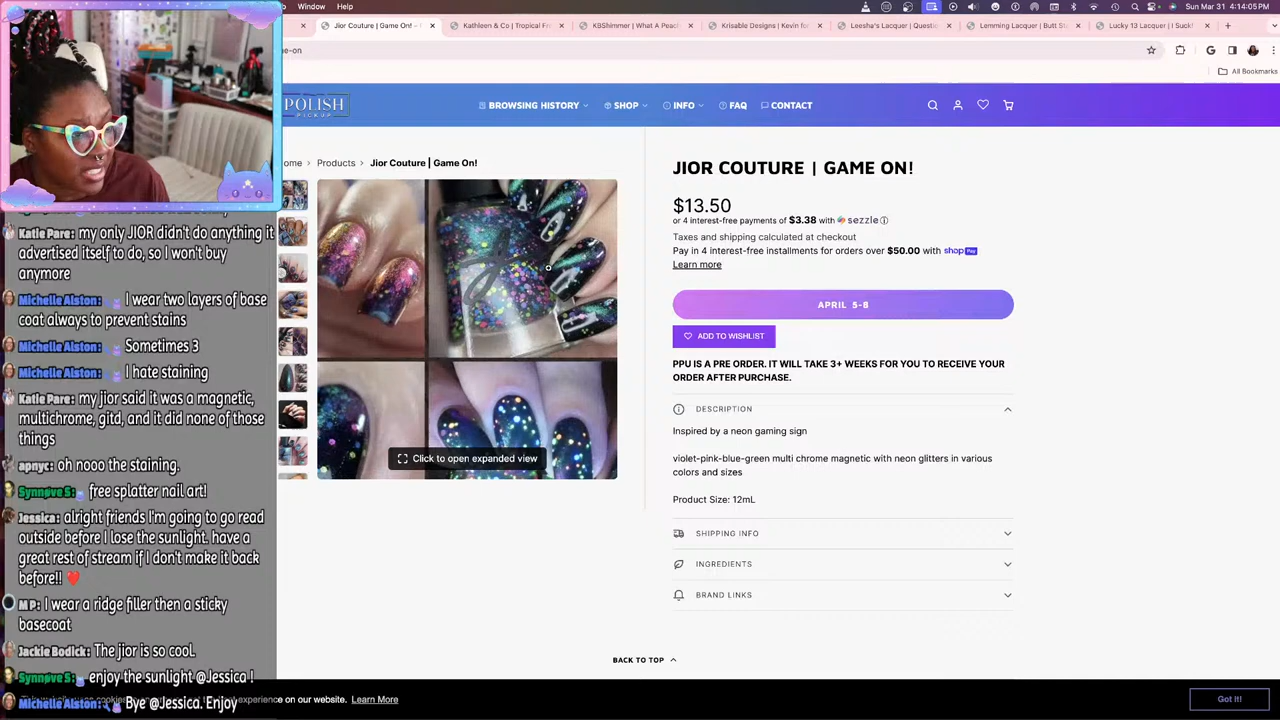 Window
Help
Sun Mar 31 4:14:05 PM
Jior Couture | Game On! -
Kathleen & Co | Tropical Fre
KBShimmer | What A Peach
Krisable Designs | Kevin for
Leesha's Lacquer | Vegas
Lemming Lacquer | Butt Sta
Lucky 13 Lacquer | I Suck!
me-on
All Bookmarks
POLISH
PICKUP
BROWSING HISTORY
SHOP
INFO
FAQ
CONTACT
ome > Products > Jior Couture | Game On!
JIOR COUTURE | GAME ON!
$13.50
or 4 interest-free payments of $3.38 with sezzle
Taxes and shipping calculated at checkout
Pay in 4 interest-free installments for orders over $50.00 with shop Pay
Learn more
APRIL 5-8
ADD TO WISHLIST
PPU IS A PRE ORDER. IT WILL TAKE 3+ WEEKS FOR YOU TO RECEIVE YOUR
ORDER AFTER PURCHASE.
DESCRIPTION
Inspired by a neon gaming sign
violet-pink-blue-green multi chrome magnetic with neon glitters in various
colors and sizes
Product Size: 12mL
SHIPPING INFO
INGREDIENTS
BRAND LINKS
Click to open expanded view
BACK TO TOP
Katie Pare: my only JIOR didn't do anything it
advertised itself to do, so I won't buy
anymore
Michelle Alston: I wear two layers of base
coat always to prevent stains
Michelle Alston: Sometimes 3
Michelle Alston: I hate staining
Katie Pare: my jior said it was a magnetic,
multichrome, gitd, and it did none of those
things
apnyc: oh nooo the staining.
Synnøve S: free splatter nail art!
Jessica: alright friends I'm going to go read
outside before I lose the sunlight. have a
great rest of stream if I don't make it back
before!! ❤️
MP: I wear a ridge filler then a sticky
basecoat
Jackie Bodick: The jior is so cool.
Synnøve S: enjoy the sunlight @Jessica !
Michelle Alston: Bye @Jessica. Enjoy
experience on our website. Learn More
Got It!